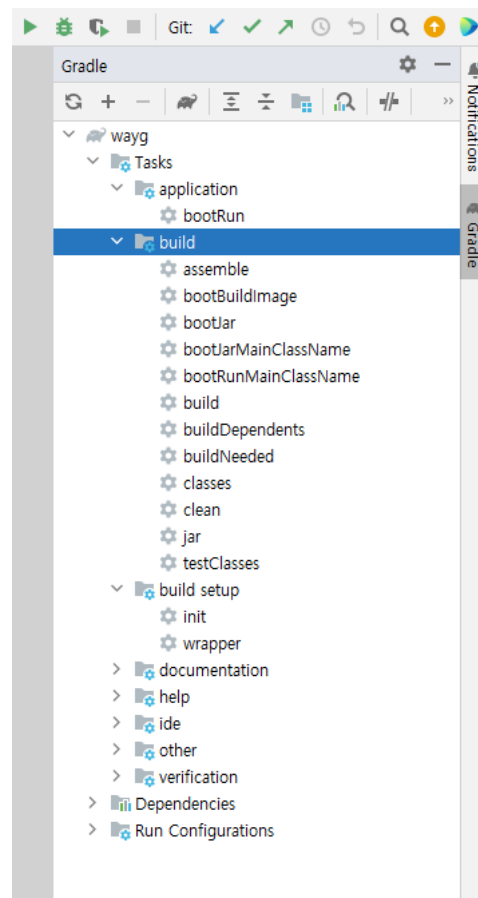 Git:
Gradle
wayg
Tasks
application
bootRun
build
assemble
bootBuildImage
bootJar
bootJarMainClassName
bootRunMainClassName
build
buildDependents
buildNeeded
classes
clean
jar
testClasses
build setup
init
wrapper
documentation
help
ide
other
verification
Dependencies
Run Configurations
Notifications
Gradle